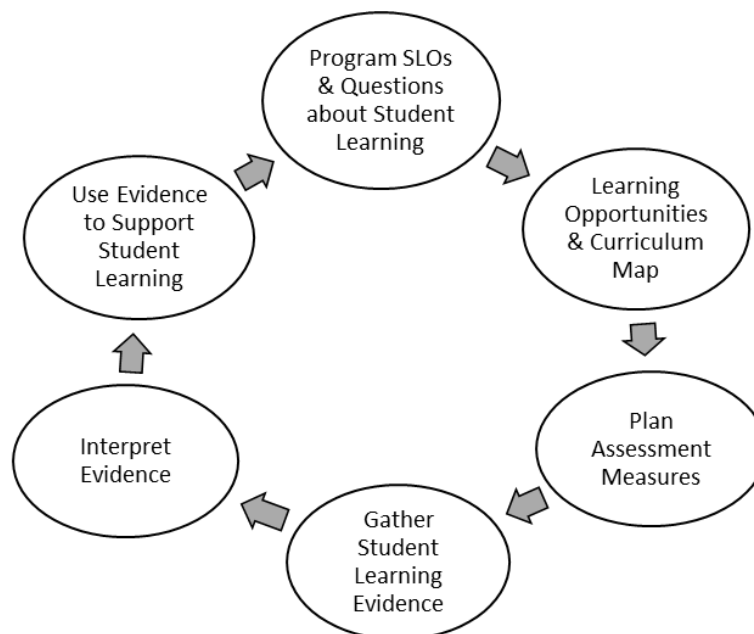 Program SLOs
& Questions
about Student
Learning
Learning
Opportunities
& Curriculum
Map
Plan
Assessment
Measures
Gather
Student
Learning
Evidence
Interpret
Evidence
Use Evidence
to Support
Student
Learning